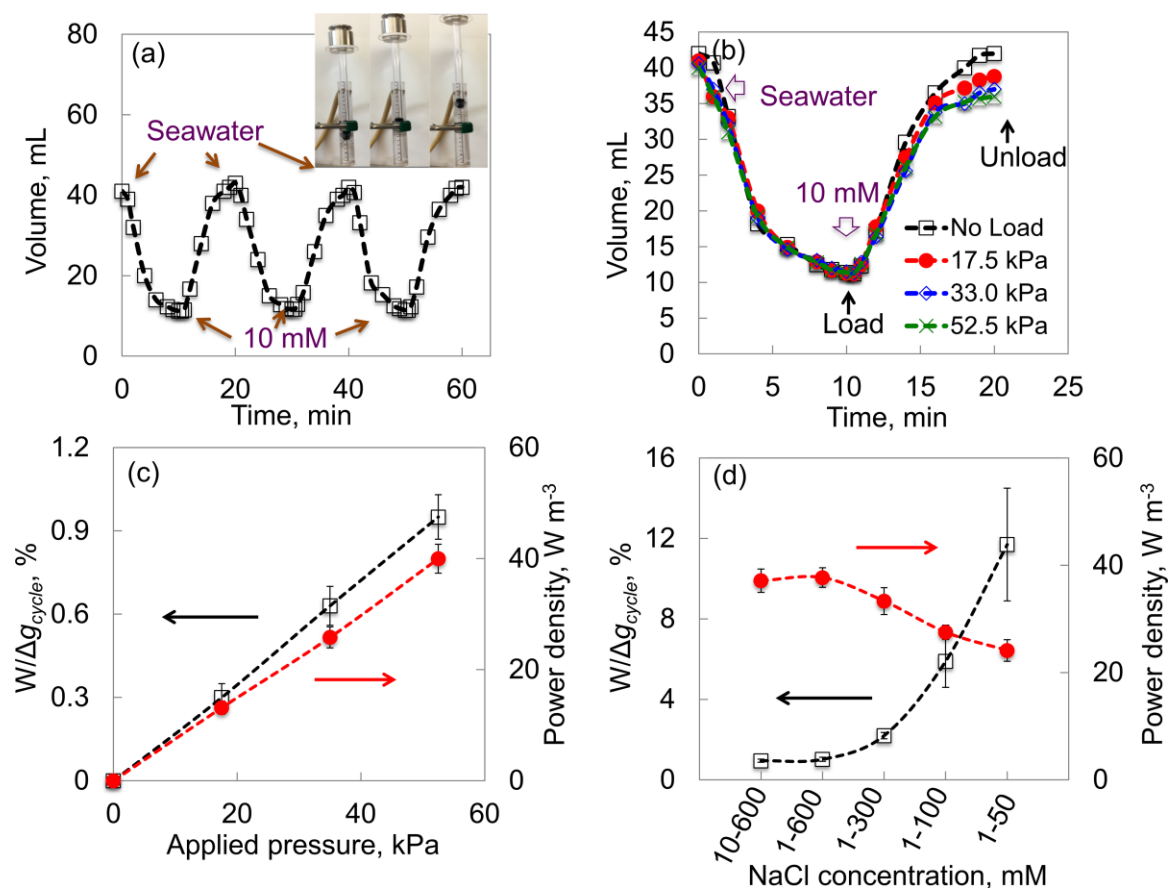 (a)
Volume, mL
80
60
40
20
0
Seawater
10 mM
0
20
40
60
Time, min
(b)
Volume, mL
45
40
35
30
25
20
15
10
5
0
Seawater
10 mM
Load
Unload
No Load
17.5 kPa
33.0 kPa
52.5 kPa
0
5
10
15
20
25
Time, min
(c)
W/Δg_cycle, %
1.2
0.9
0.6
0.3
0
60
40
20
0
Power density, W m⁻³
0
20
40
60
Applied pressure, kPa
(d)
W/Δg_cycle, %
16
12
8
4
0
60
40
20
0
Power density, W m⁻³
10-600
1-600
1-300
1-100
1-50
NaCl concentration, mM